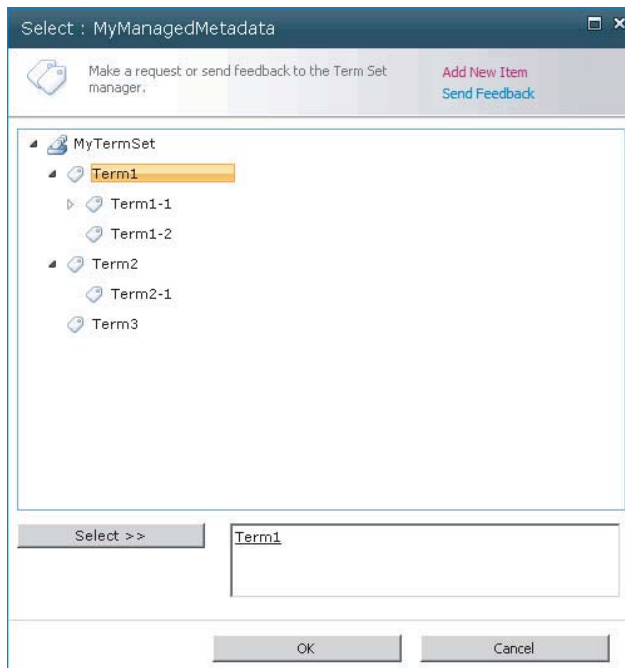 Select : MyManagedMetadata
Make a request or send feedback to the Term Set
manager.
Add New Item
Send Feedback
MyTermSet
Term1
Term1-1
Term1-2
Term2
Term2-1
Term3
Select >>
Term1
OK
Cancel